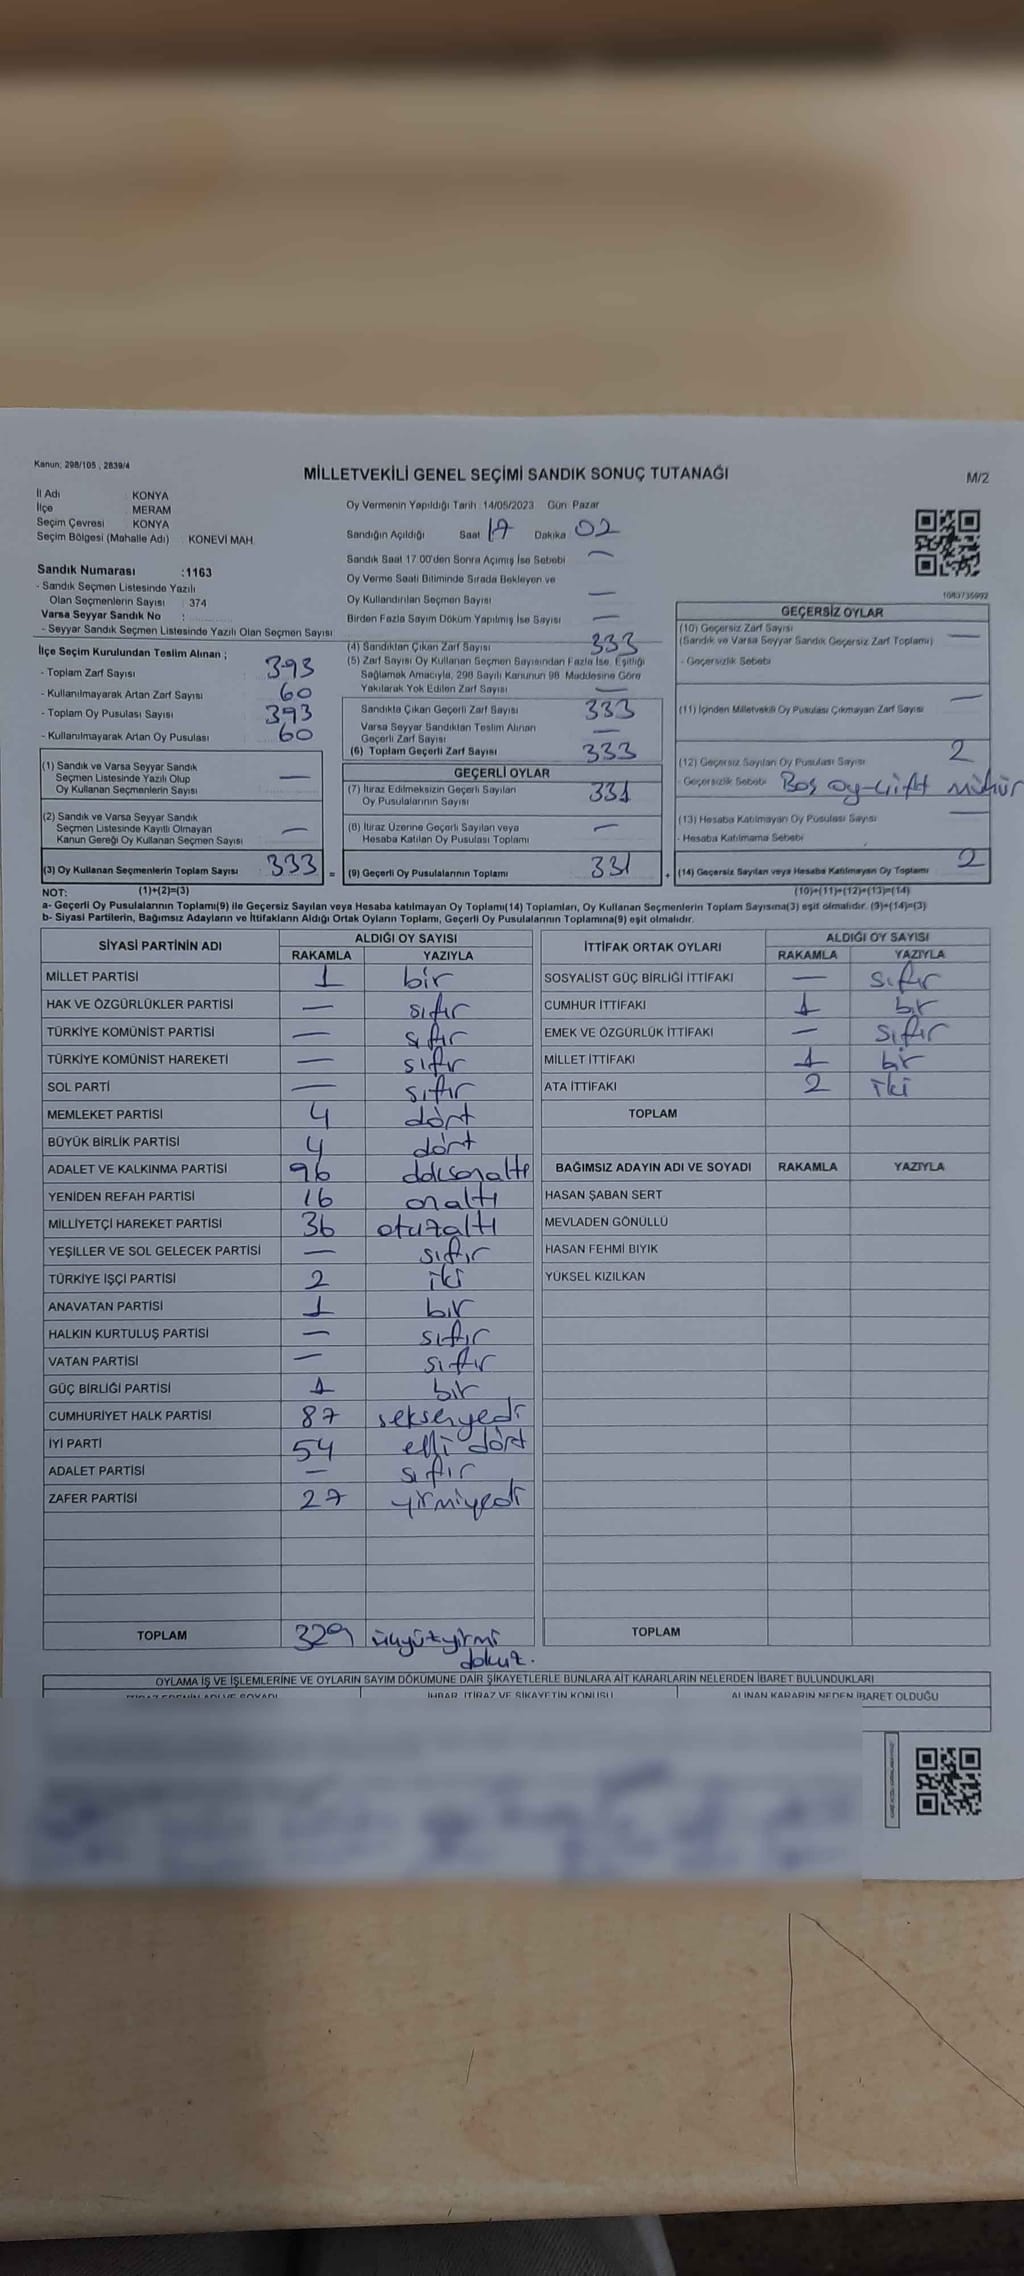 Kanun; 298/105 , 2839/4
MİLLETVEKİLİ GENEL SEÇİMİ SANDIK SONUÇ TUTANAĞI
M/2
İl Adı KONYA
İlçe MERAM
Seçim Çevresi KONYA
Seçim Bölgesi (Mahalle Adı) : KONEVİ MAH
Sandık Numarası :1163
- Sandık Seçmen Listesinde Yazılı
Olan Seçmenlerin Sayısı : 374
Varsa Seyyar Sandık No :
- Seyyar Sandık Seçmen Listesinde Yazılı Olan Seçmen Sayısı
Oy Vermenin Yapıldığı Tarih :14/05/2023 Gün: Pazar
Sandığın Açıldığı Saat 17 Dakika 02
Sandık Saat 17:00'den Sonra Açılmış İse Sebebi —
Oy Verme Saati Bitiminde Sırada Bekleyen ve
Oy Kullandırılan Seçmen Sayısı —
Birden Fazla Sayım Döküm Yapılmış İse Sayısı —
1083735992
İlçe Seçim Kurulundan Teslim Alınan ;
- Toplam Zarf Sayısı 393
- Kullanılmayarak Artan Zarf Sayısı 60
- Toplam Oy Pusulası Sayısı 393
- Kullanılmayarak Artan Oy Pusulası 60
(1) Sandık ve Varsa Seyyar Sandık
Seçmen Listesinde Yazılı Olup
Oy Kullanan Seçmenlerin Sayısı —
(2) Sandık ve Varsa Seyyar Sandık
Seçmen Listesinde Kayıtlı Olmayan
Kanun Gereği Oy Kullanan Seçmen Sayısı —
(3) Oy Kullanan Seçmenlerin Toplam Sayısı 333 =
(4) Sandıktan Çıkan Zarf Sayısı 333
(5) Zarf Sayısı Oy Kullanan Seçmen Sayısından Fazla İse, Eşitliği
Sağlamak Amacıyla, 298 Sayılı Kanunun 98. Maddesine Göre
Yakılarak Yok Edilen Zarf Sayısı —
Sandıkta Çıkan Geçerli Zarf Sayısı 333
Varsa Seyyar Sandıktan Teslim Alınan
Geçerli Zarf Sayısı —
(6) Toplam Geçerli Zarf Sayısı 333
GEÇERLİ OYLAR
(7) İtiraz Edilmeksizin Geçerli Sayılan
Oy Pusulalarının Sayısı 331
(8) İtiraz Üzerine Geçerli Sayılan veya
Hesaba Katılan Oy Pusulası Toplamı —
(9) Geçerli Oy Pusulalarının Toplamı 331 +
GEÇERSİZ OYLAR
(10) Geçersiz Zarf Sayısı
(Sandık ve Varsa Seyyar Sandık Geçersiz Zarf Toplamı) —
- Geçersizlik Sebebi
(11) İçinden Milletvekili Oy Pusulası Çıkmayan Zarf Sayısı —
(12) Geçersiz Sayılan Oy Pusulası Sayısı 2
- Geçersizlik Sebebi Boş oy-çift mühür
(13) Hesaba Katılmayan Oy Pusulası Sayısı —
- Hesaba Katılmama Sebebi
(14) Geçersiz Sayılan veya Hesaba Katılmayan Oy Toplamı 2
NOT: (1)+(2)=(3) (10)+(11)+(12)+(13)=(14)
a- Geçerli Oy Pusulalarının Toplamı(9) ile Geçersiz Sayılan veya Hesaba katılmayan Oy Toplamı(14) Toplamları, Oy Kullanan Seçmenlerin Toplam Sayısına(3) eşit olmalıdır. (9)+(14)=(3)
b- Siyasi Partilerin, Bağımsız Adayların ve İttifakların Aldığı Ortak Oyların Toplamı, Geçerli Oy Pusulalarının Toplamına(9) eşit olmalıdır.
SİYASİ PARTİNİN ADI ALDIĞI OY SAYISI
RAKAMLA YAZIYLA
MİLLET PARTİSİ 1 bir
HAK VE ÖZGÜRLÜKLER PARTİSİ — sıfır
TÜRKİYE KOMÜNİST PARTİSİ — sıfır
TÜRKİYE KOMÜNİST HAREKETİ — sıfır
SOL PARTİ — sıfır
MEMLEKET PARTİSİ 4 dört
BÜYÜK BİRLİK PARTİSİ 4 dört
ADALET VE KALKINMA PARTİSİ 96 doksanaltı
YENİDEN REFAH PARTİSİ 16 onaltı
MİLLİYETÇİ HAREKET PARTİSİ 36 otuzaltı
YEŞİLLER VE SOL GELECEK PARTİSİ — sıfır
TÜRKİYE İŞÇİ PARTİSİ 2 iki
ANAVATAN PARTİSİ 1 bir
HALKIN KURTULUŞ PARTİSİ — sıfır
VATAN PARTİSİ — sıfır
GÜÇ BİRLİĞİ PARTİSİ 1 bir
CUMHURİYET HALK PARTİSİ 87 seksenyedi
İYİ PARTİ 54 elli dört
ADALET PARTİSİ — sıfır
ZAFER PARTİSİ 27 yirmiyedi
TOPLAM 329 üçyüzyirmi
dokuz.
İTTİFAK ORTAK OYLARI ALDIĞI OY SAYISI
RAKAMLA YAZIYLA
SOSYALİST GÜÇ BİRLİĞİ İTTİFAKI — sıfır
CUMHUR İTTİFAKI 1 bir
EMEK VE ÖZGÜRLÜK İTTİFAKI — sıfır
MİLLET İTTİFAKI 1 bir
ATA İTTİFAKI 2 iki
TOPLAM
BAĞIMSIZ ADAYIN ADI VE SOYADI RAKAMLA YAZIYLA
HASAN ŞABAN SERT
MEVLADEN GÖNÜLLÜ
HASAN FEHMİ BIYIK
YÜKSEL KIZILKAN
TOPLAM
OYLAMA İŞ VE İŞLEMLERİNE VE OYLARIN SAYIM DÖKÜMÜNE DAİR ŞİKAYETLERLE BUNLARA AİT KARARLARIN NELERDEN İBARET BULUNDUKLARI
İTİRAZ EDENİN ADI VE SOYADI İHBAR, İTİRAZ VE ŞİKAYETİN KONUSU ALINAN KARARIN NEDEN İBARET OLDUĞU